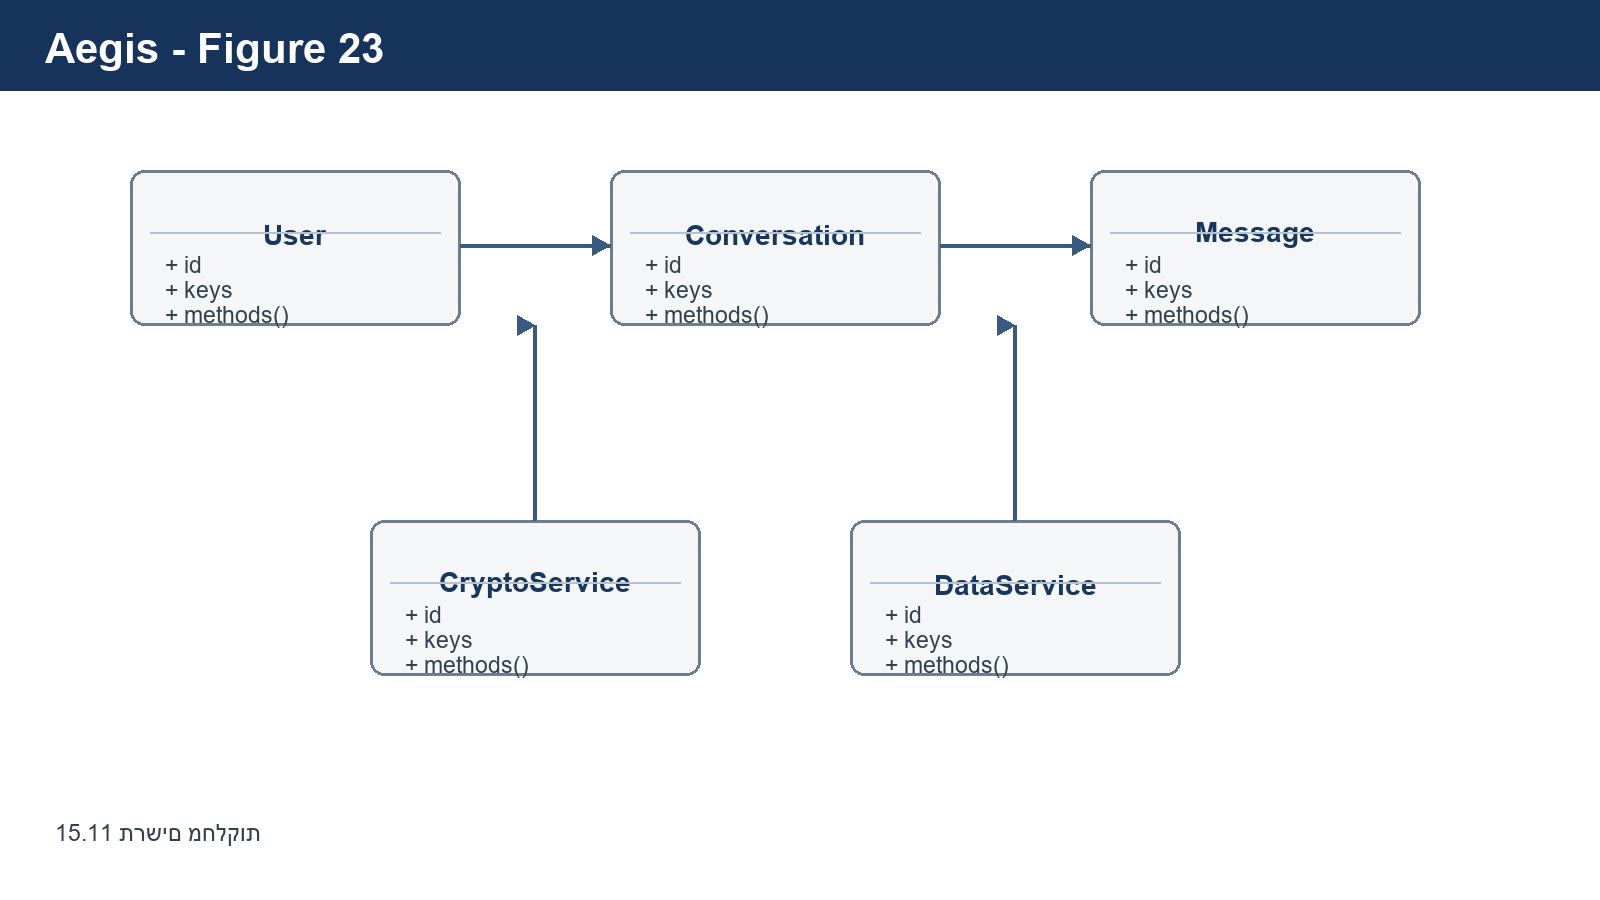 Aegis - Figure 23
User
+ id
+ keys
+ methods()
Conversation
+ id
+ keys
+ methods()
Message
+ id
+ keys
+ methods()
CryptoService
+ id
+ keys
+ methods()
DataService
+ id
+ keys
+ methods()
15.11 תרשים מחלקות